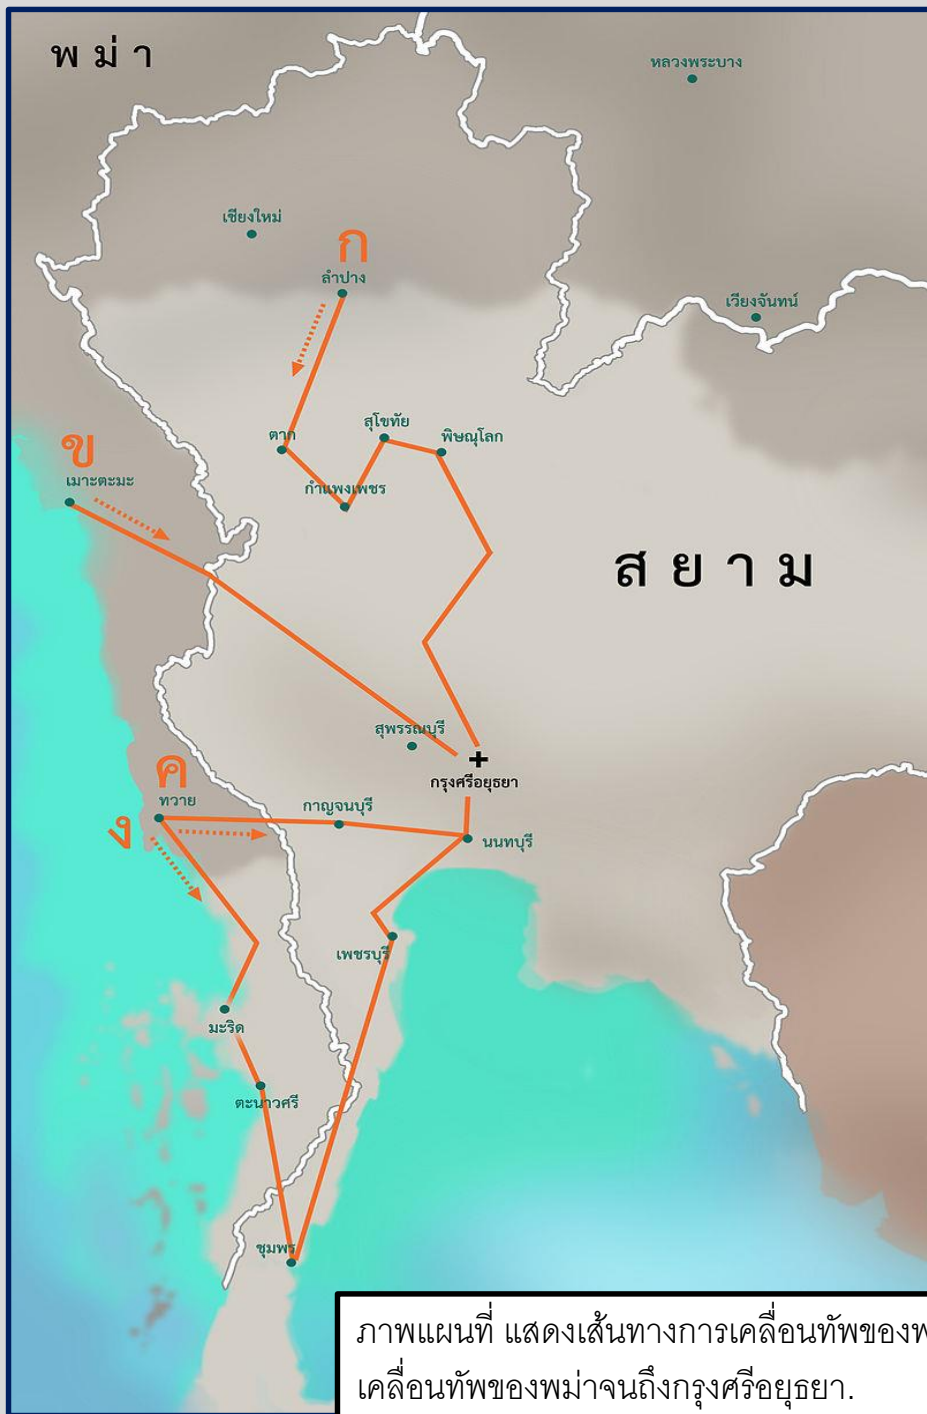 พม่า
หลวงพระบาง
เชียงใหม่
ก
ลำปาง
เวียงจันทน์
สุโขทัย
ตาก
พิษณุโลก
ข
เมาะตะมะ
กำแพงเพชร
สยาม
สุพรรณบุรี
ค
กรุงศรีอยุธยา
ทวาย
กาญจนบุรี
ง
นนทบุรี
เพชรบุรี
มะริด
ตะนาวศรี
ชุมพร
ภาพแผนที่ แสดงเส้นทางการเคลื่อนทัพของพ
เคลื่อนทัพของพม่าจนถึงกรุงศรีอยุธยา.